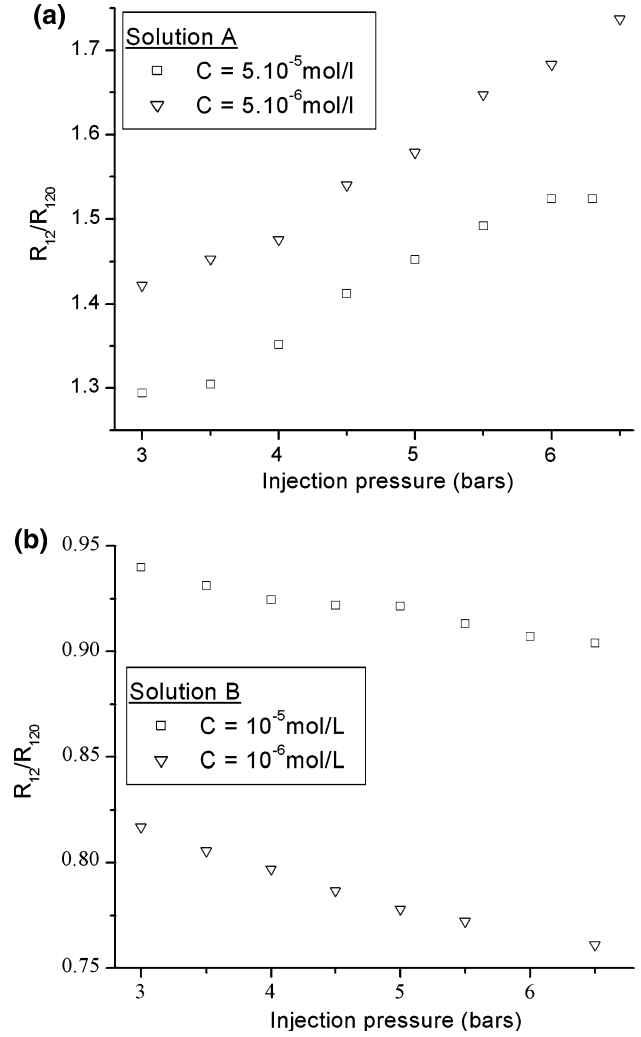 (a)
Solution A
C = 5.10⁻⁵mol/l
C = 5.10⁻⁶mol/l
1.7
1.6
1.5
1.4
1.3
R₁₂/R₁₂₀
3 4 5 6
Injection pressure (bars)
(b)
0.95
0.90
0.85
0.80
0.75
Solution B
C = 10⁻⁵mol/L
C = 10⁻⁶mol/L
R₁₂/R₁₂₀
3 4 5 6
Injection pressure (bars)